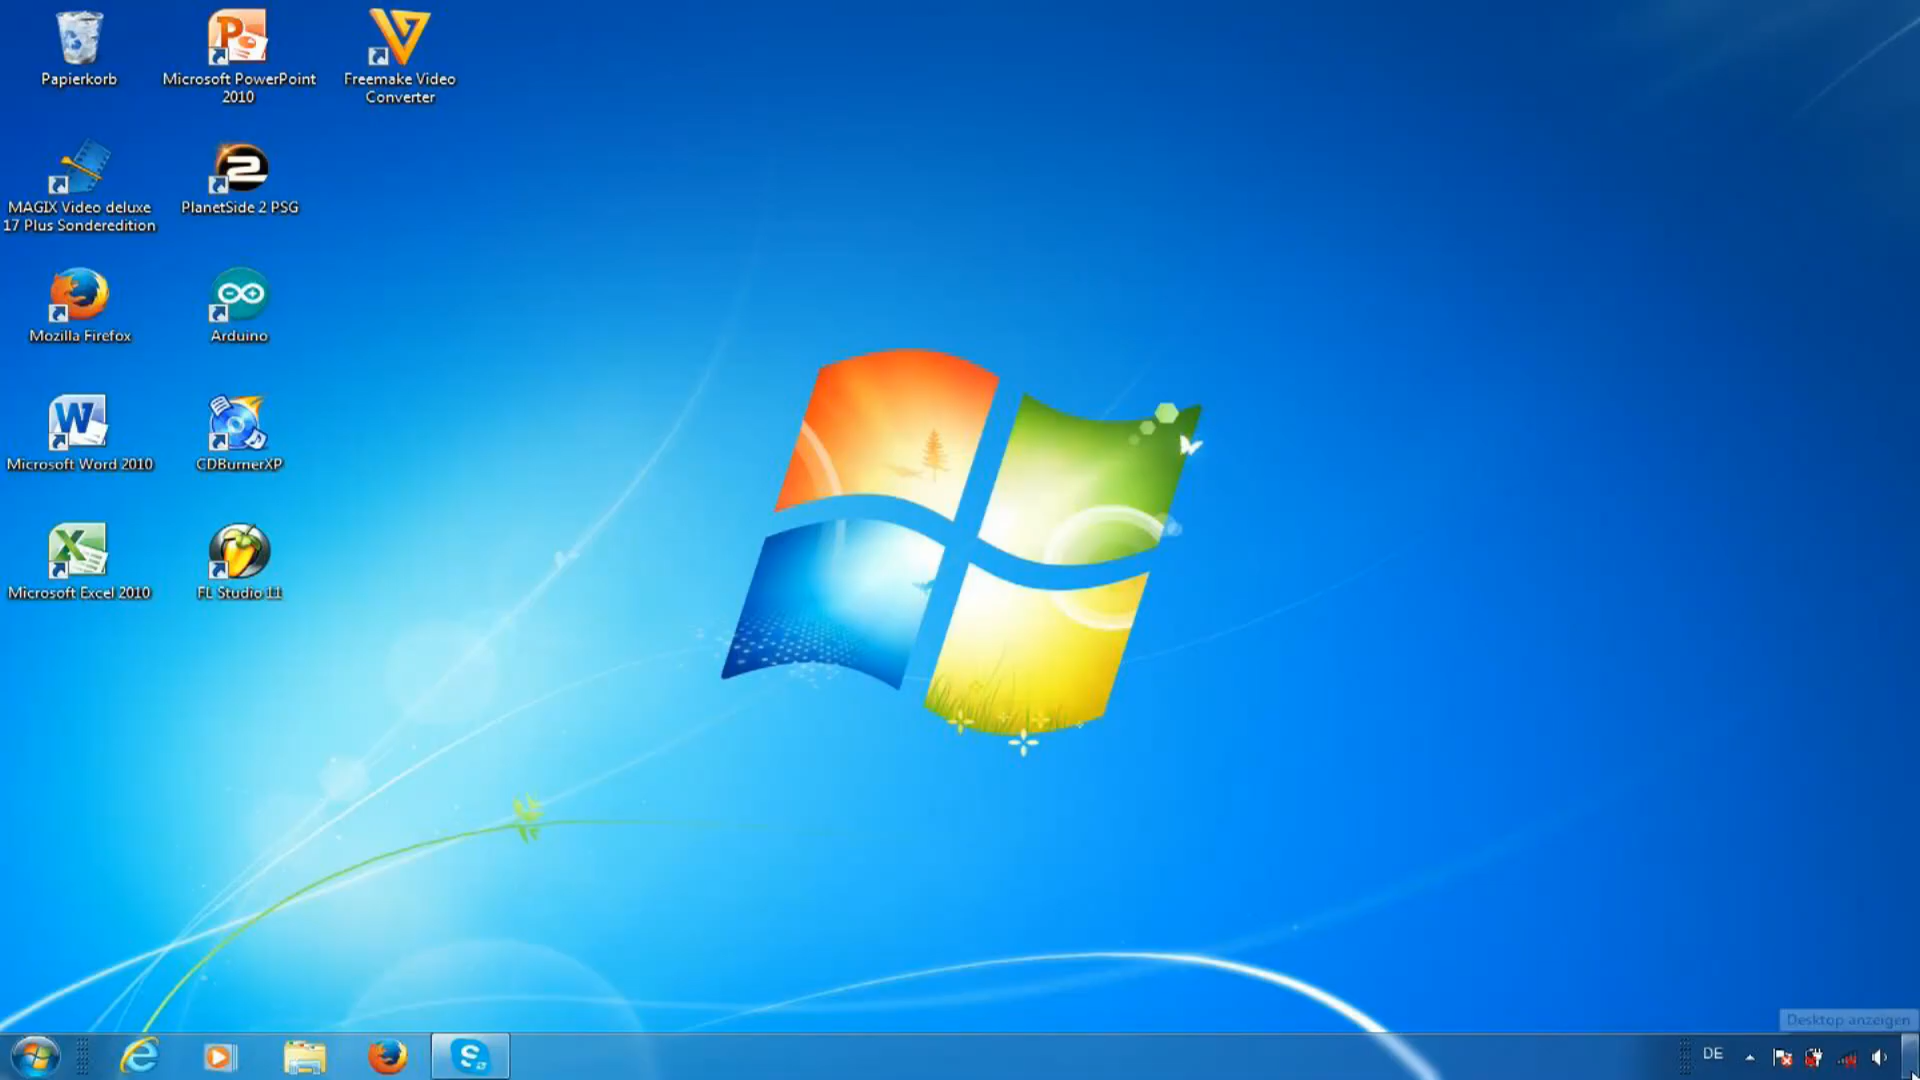 Papierkorb
Microsoft PowerPoint
2010
Freemake Video
Converter
MAGIX Video deluxe
17 Plus Sonderedition
PlanetSide 2 PSG
Mozilla Firefox
Arduino
Microsoft Word 2010
CDBurnerXP
Microsoft Excel 2010
FL Studio 11
Desktop anzeigen
DE